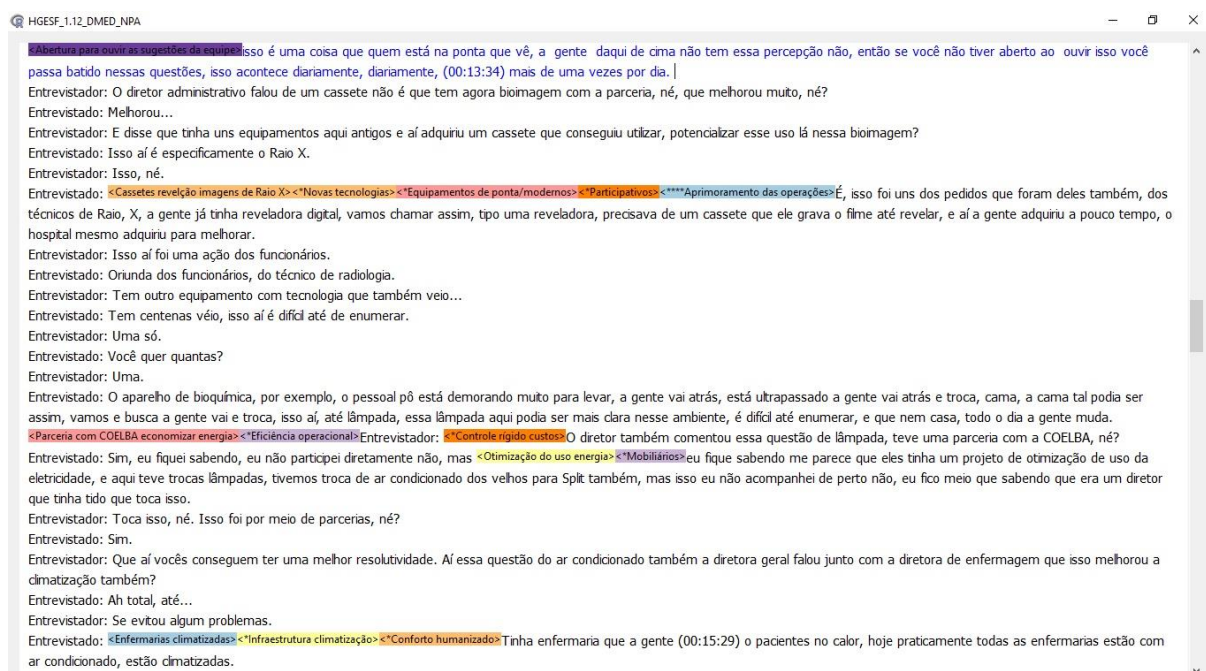 HGESF_1.12_DMED_NPA
<Abertura para ouvir as sugestões da equipe>isso é uma coisa que quem está na ponta que vê, a gente daqui de cima não tem essa percepção não, então se você não tiver aberto ao ouvir isso você
passa batido nessas questões, isso acontece diariamente, diariamente, (00:13:34) mais de uma vezes por dia.
Entrevistador: O diretor administrativo falou de um cassete não é que tem agora bioimagem com a parceria, né, que melhorou muito, né?
Entrevistado: Melhorou...
Entrevistador: E disse que tinha uns equipamentos aqui antigos e aí adquiriu um cassete que conseguiu utilizar, potencializar esse uso lá nessa bioimagem?
Entrevistado: Isso aí é especificamente o Raio X.
Entrevistador: Isso, né.
Entrevistado: <Cassetes revelção imagens de Raio X><*Novas tecnologias><*Equipamentos de ponta/modernos><*Participativos><****Aprimoramento das operações>É, isso foi uns dos pedidos que foram deles também, dos
técnicos de Raio, X, a gente já tinha reveladora digital, vamos chamar assim, tipo uma reveladora, precisava de um cassete que ele grava o filme até revelar, e aí a gente adquiriu a pouco tempo, o
hospital mesmo adquiriu para melhorar.
Entrevistador: Isso aí foi uma ação dos funcionários.
Entrevistado: Oriunda dos funcionários, do técnico de radiologia.
Entrevistador: Tem outro equipamento com tecnologia que também veio...
Entrevistado: Tem centenas véio, isso aí é difícil até de enumerar.
Entrevistador: Uma só.
Entrevistado: Você quer quantas?
Entrevistador: Uma.
Entrevistado: O aparelho de bioquímica, por exemplo, o pessoal pô está demorando muito para levar, a gente vai atrás, está ultrapassado a gente vai atrás e troca, cama, a cama tal podia ser
assim, vamos e busca a gente vai e troca, isso aí, até lâmpada, essa lâmpada aqui podia ser mais clara nesse ambiente, é difícil até enumerar, e que nem casa, todo o dia a gente muda.
<Parceria com COELBA economizar energia><*Eficiência operacional>Entrevistador: <*Controle rígido custos>O diretor também comentou essa questão de lâmpada, teve uma parceria com a COELBA, né?
Entrevistado: Sim, eu fiquei sabendo, eu não participei diretamente não, mas <Otimização do uso energia><*Mobiliários>eu fique sabendo me parece que eles tinha um projeto de otimização de uso da
eletricidade, e aqui teve trocas lâmpadas, tivemos troca de ar condicionado dos velhos para Split também, mas isso eu não acompanhei de perto não, eu fico meio que sabendo que era um diretor
que tinha tido que toca isso.
Entrevistador: Toca isso, né. Isso foi por meio de parcerias, né?
Entrevistado: Sim.
Entrevistador: Que aí vocês conseguem ter uma melhor resolutividade. Aí essa questão do ar condicionado também a diretora geral falou junto com a diretora de enfermagem que isso melhorou a
climatização também?
Entrevistado: Ah total, até...
Entrevistador: Se evitou algum problemas.
Entrevistado: <Enfermarias climatizadas><*Infraestrutura climatização><*Conforto humanizado>Tinha enfermaria que a gente (00:15:29) o pacientes no calor, hoje praticamente todas as enfermarias estão com
ar condicionado, estão climatizadas.